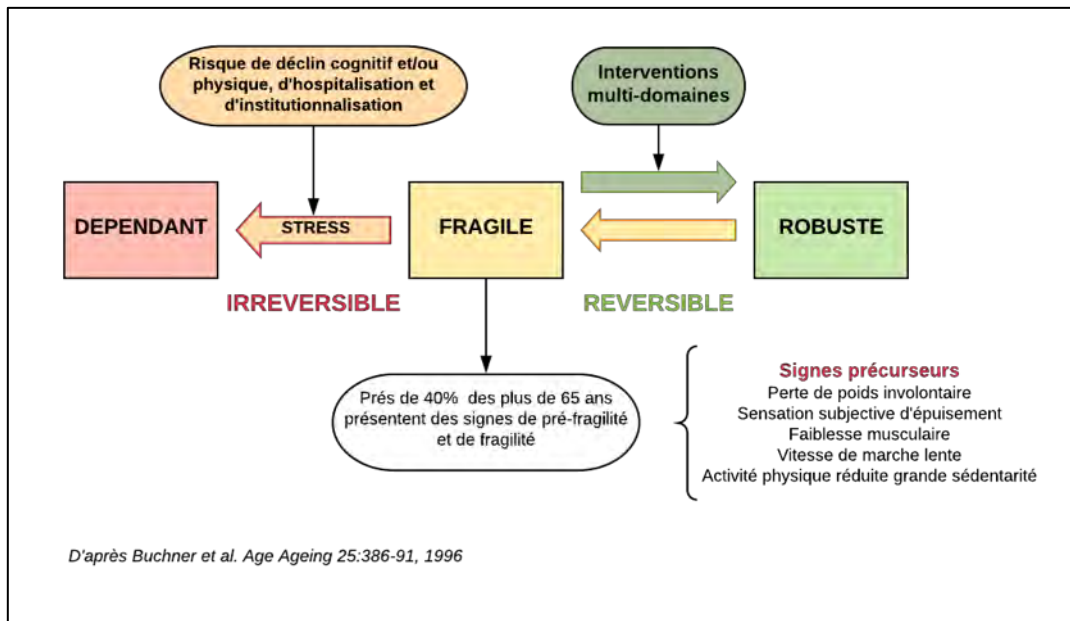 Risque de déclin cognitif et/ou
physique, d'hospitalisation et
d'institutionnalisation
Interventions
multi-domaines
DEPENDANT
STRESS
FRAGILE
ROBUSTE
IRREVERSIBLE
REVERSIBLE
Prés de 40% des plus de 65 ans
présentent des signes de pré-fragilité
et de fragilité
Signes précurseurs
Perte de poids involontaire
Sensation subjective d'épuisement
Faiblesse musculaire
Vitesse de marche lente
Activité physique réduite grande sédentarité
D'après Buchner et al. Age Ageing 25:386-91, 1996